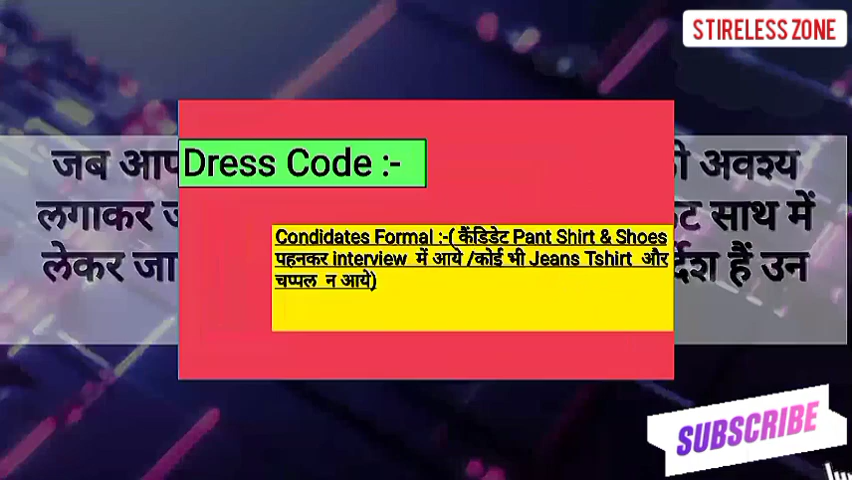 STIRELESS ZONE
जब आप
ो अवश्य
Dress Code :-
लगाकर
साथ में
Condidates Formal :-( कैंडिडेट Pant Shirt & Shoes
पहनकर interview में आये /कोई भी Jeans Tshirt और
चप्पल न आये)
लेकर जा
हैं उन
SUBSCRIBE